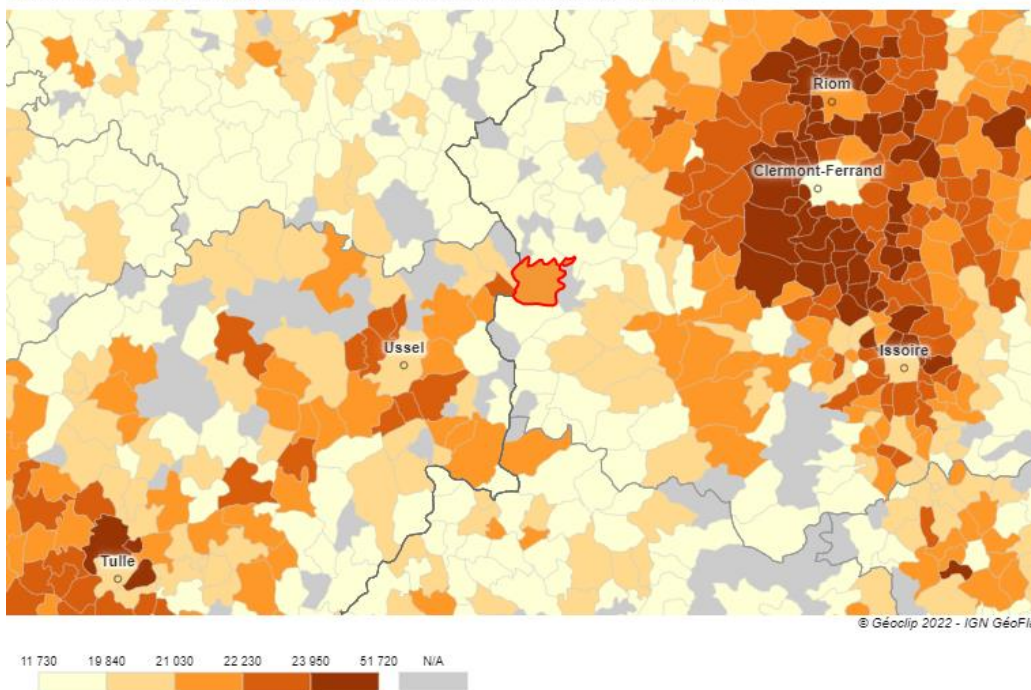 Riom
Clermont-Ferrand
Ussel
Issoire
Tulle
© Géoclip 2022 - IGN GéoFl
11 730 19 840 21 030 22 230 23 950 51 720 N/A